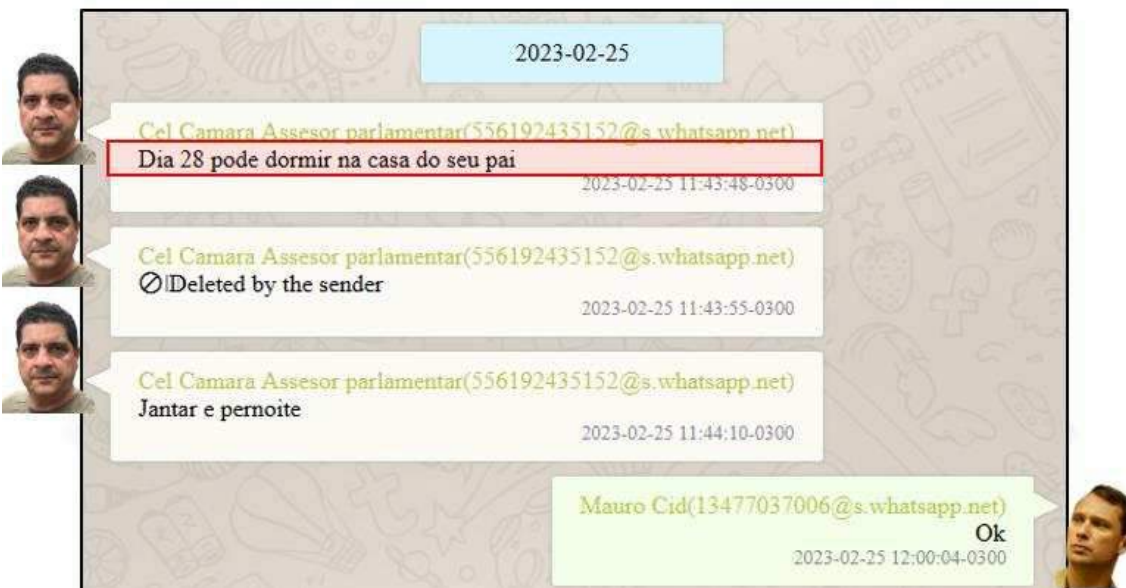 2023-02-25
Cel Camara Assesor parlamentar(556192435152@s.whatsapp.net)
Dia 28 pode dormir na casa do seu pai
2023-02-25 11:43:48-0300
Cel Camara Assesor parlamentar(556192435152@s.whatsapp.net)
Deleted by the sender
2023-02-25 11:43:55-0300
Cel Camara Assesor parlamentar(556192435152@s.whatsapp.net)
Jantar e pernoite
2023-02-25 11:44:10-0300
Mauro Cid(13477037006@s.whatsapp.net)
Ok
2023-02-25 12:00:04-0300